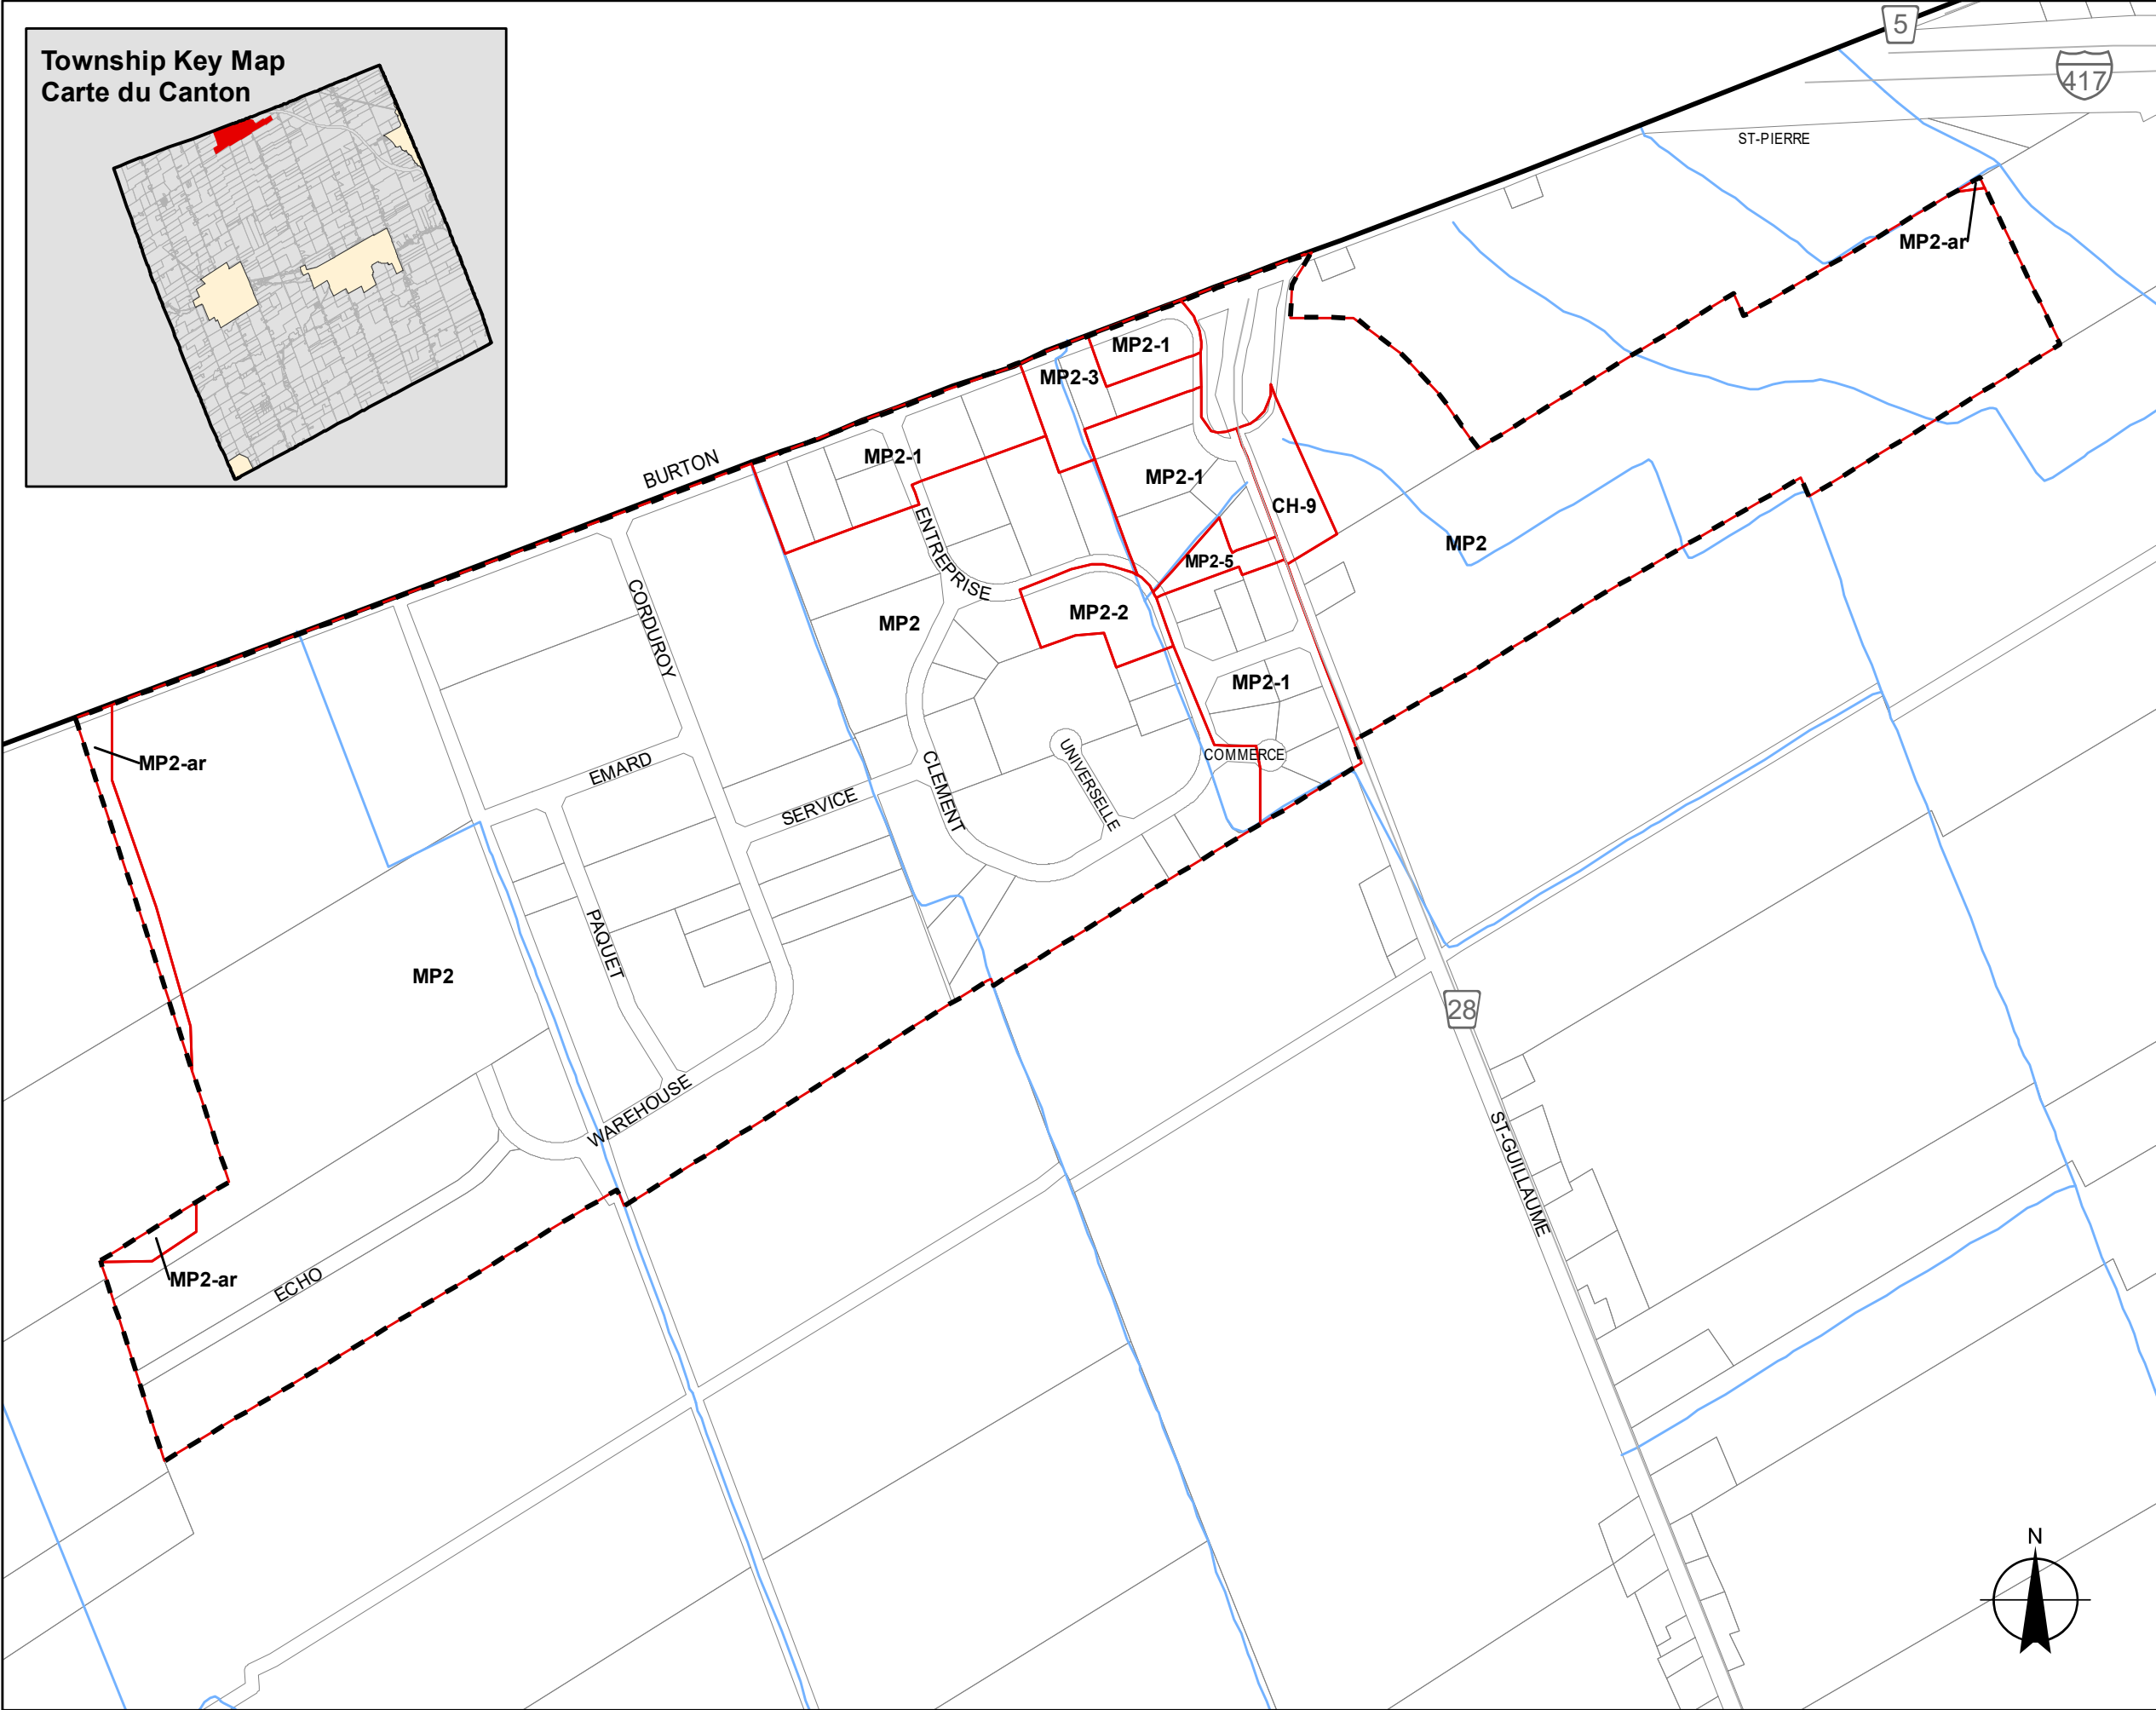 Township Key Map
Carte du Canton
5
417
ST-PIERRE
MP2-ar
MP2-1
MP2-3
BURTON
MP2-1
MP2-1
CH-9
ENTREPRISE
MP2
MP2-5
CORDUROY
MP2-2
MP2
MP2-1
MP2-ar
EMARD
UNIVERSELLE
COMMERCE
SERVICE
CLEMENT
PAQUET
MP2
28
WAREHOUSE
ST-GUILLAUME
MP2-ar
ECHO
N